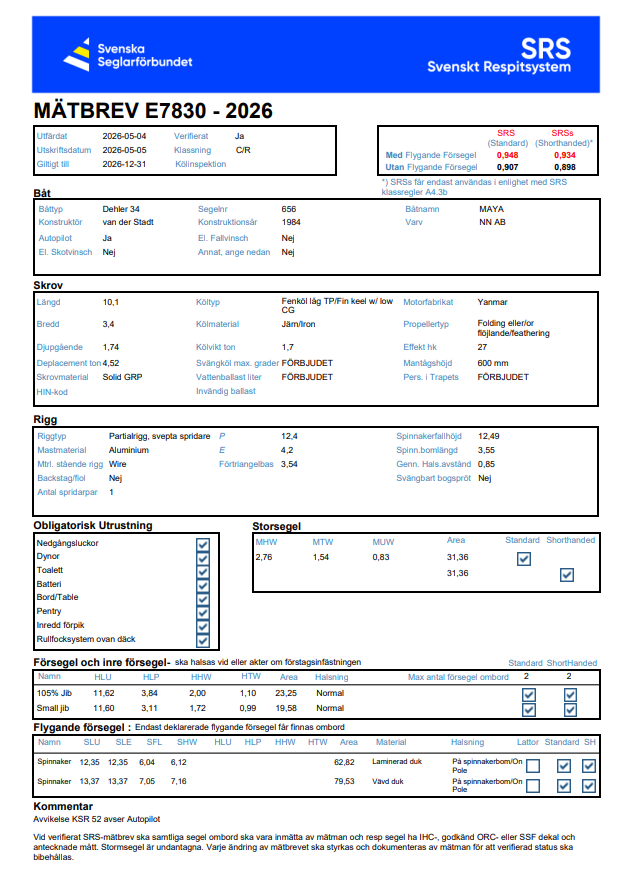 Svenska
Seglarförbundet
SRS
Svenskt Respitsystem
MÄTBREV E7830 - 2026
Utfärdat 2026-05-04 Verifierat Ja
Utskriftsdatum 2026-05-05 Klassning C/R
Giltigt till 2026-12-31 Kölinspektion
SRS SRSs
(Standard) (Shorthanded)*
Med Flygande Försegel 0,948 0,934
Utan Flygande Försegel 0,907 0,898
*) SRSs får endast användas i enlighet med SRS
klassregler A4.3b
Båt
Båttyp Dehler 34 Segelnr 656 Båtnamn MAYA
Konstruktör van der Stadt Konstruktionsår 1984 Varv NN AB
Autopilot Ja El. Fallvinsch Nej
El. Skotvinsch Nej Annat, ange nedan Nej
Skrov
Längd 10,1 Költyp Fenköl låg TP/Fin keel w/ low CG Motorfabrikat Yanmar
Bredd 3,4 Kölmaterial Järn/Iron Propellertyp Folding eller/or flöjlande/feathering
Djupgående 1,74 Kölvikt ton 1,7 Effekt hk 27
Deplacement ton 4,52 Svängköl max. grader FÖRBJUDET Mantågshöjd 600 mm
Skrovmaterial Solid GRP Vattenballast liter FÖRBJUDET Pers. i Trapets FÖRBJUDET
HIN-kod Invändig ballast
Rigg
Riggtyp Partialrigg, svepta spridare P 12,4 Spinnakerfallhöjd 12,49
Mastmaterial Aluminium E 4,2 Spinn.bomlängd 3,55
Mtrl. stående rigg Wire Förtriangelbas 3,54 Genn. Hals.avstånd 0,85
Backstag/fiol Nej Svängbart bogspröt Nej
Antal spridarpar 1
Obligatorisk Utrustning
Nedgångsluckor
Dynor
Toalett
Batteri
Bord/Table
Pentry
Inredd förpik
Rullfocksystem ovan däck
Storsegel
MHW MTW MUW Area Standard Shorthanded
2,76 1,54 0,83 31,36
31,36
Försegel och inre försegel- ska halsas vid eller akter om förstagsinfästningen Standard ShortHanded
Namn HLU HLP HHW HTW Area Halsning Max antal försegel ombord 2 2
105% Jib 11,62 3,84 2,00 1,10 23,25 Normal
Small jib 11,60 3,11 1,72 0,99 19,58 Normal
Flygande försegel : Endast deklarerade flygande försegel får finnas ombord
Namn SLU SLE SFL SHW HLU HLP HHW HTW Area Material Halsning Lattor Standard SH
Spinnaker 12,35 12,35 6,04 6,12 62,82 Laminerad duk På spinnakerbom/On Pole
Spinnaker 13,37 13,37 7,05 7,16 79,53 Vävd duk På spinnakerbom/On Pole
Kommentar
Avvikelse KSR 52 avser Autopilot
Vid verifierat SRS-mätbrev ska samtliga segel ombord ska vara inmätta av mätman och resp segel ha IHC-, godkänd ORC- eller SSF dekal och
antecknade mått. Stormsegel är undantagna. Varje ändring av mätbrevet ska styrkas och dokumenteras av mätman för att verifierad status ska
bibehållas.